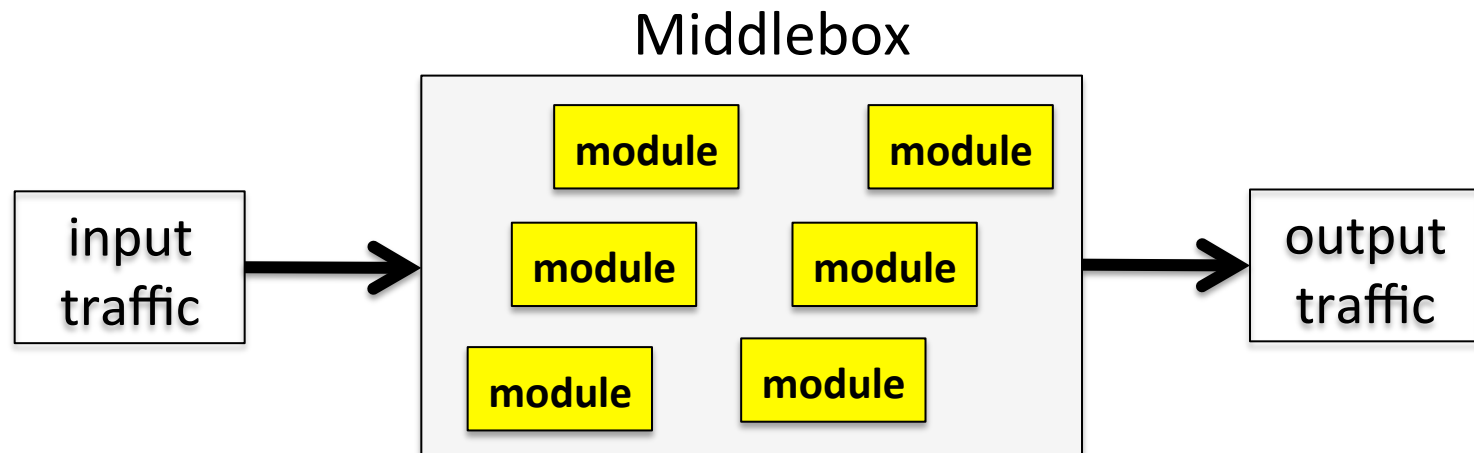 Middlebox
module
module
input
traffic
module
module
module
module
output
traffic